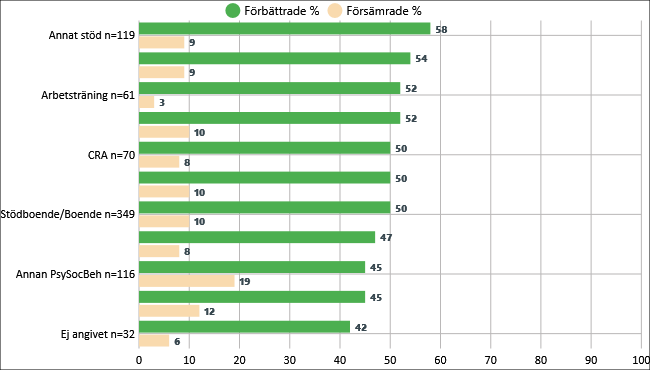 Förbättrade % Försämrade %
Annat stöd n=119
58
9
54
9
Arbetsträning n=61
52
3
52
10
CRA n=70
50
8
50
10
Stödboende/Boende n=349
50
10
47
8
Annan PsySocBeh n=116
45
19
45
12
Ej angivet n=32
42
6
0 10 20 30 40 50 60 70 80 90 100